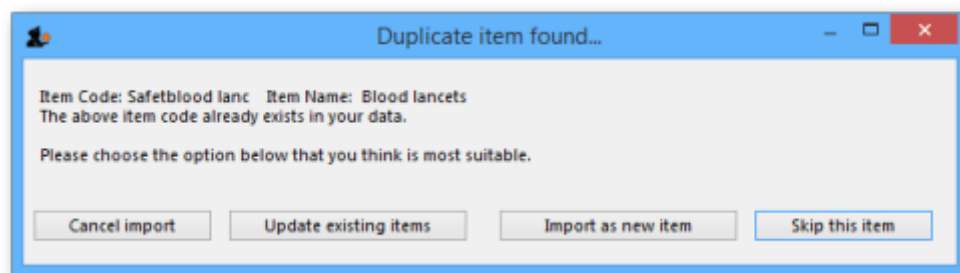 Duplicate item found...
Item Code: Safetblood lanc Item Name: Blood lancets
The above item code already exists in your data.
Please choose the option below that you think is most suitable.
Cancel import Update existing items Import as new item Skip this item